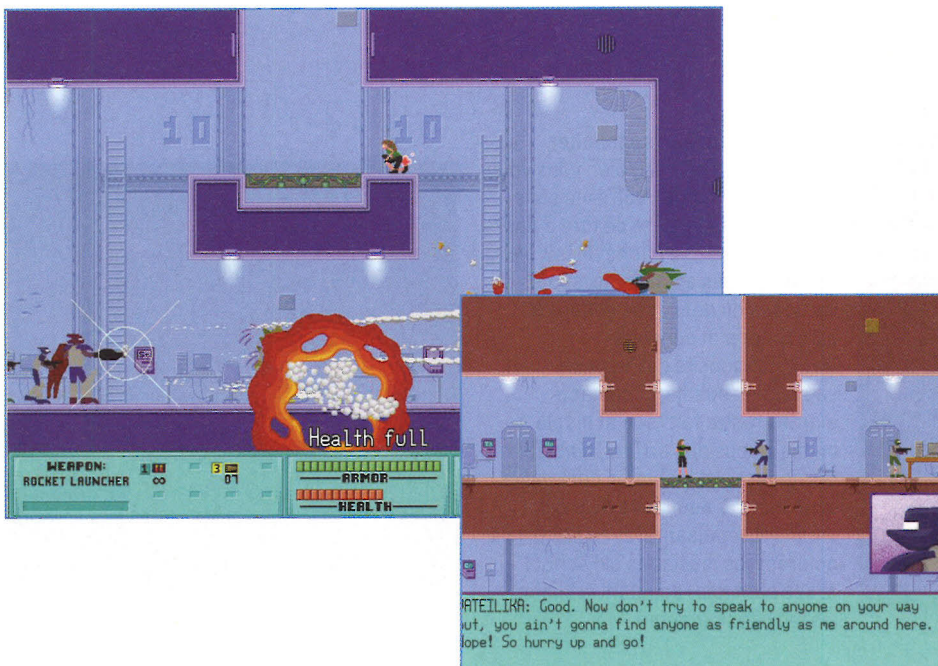 10
10
Health full
WEAPON:
ROCKET LAUNCHER
1
∞
3
07
ARMOR
HEALTH
ATEILIKA: Good. Now don't try to speak to anyone on your way
ut, you ain't gonna find anyone as friendly as me around here.
ope! So hurry up and go!